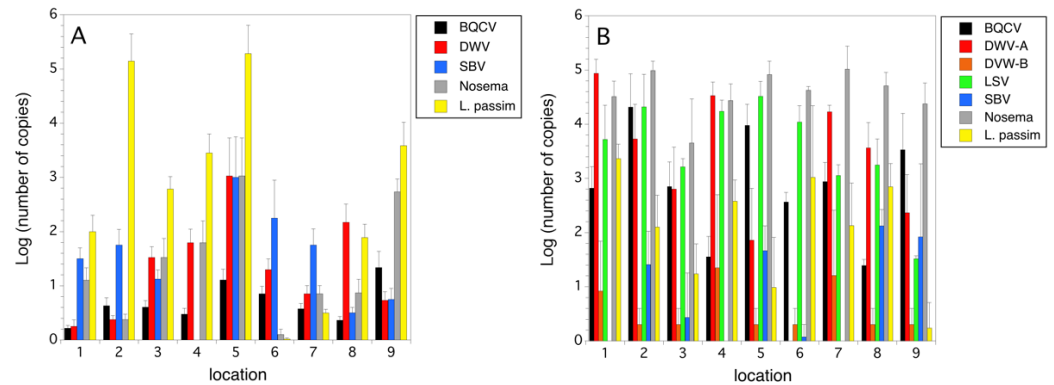 A
Log (number of copies)
6
5
4
3
2
1
0
1 2 3 4 5 6 7 8 9
location
BQCV
DWV
SBV
Nosema
L. passim
B
Log (number of copies)
6
5
4
3
2
1
0
1 2 3 4 5 6 7 8 9
location
BQCV
DWV-A
DVW-B
LSV
SBV
Nosema
L. passim